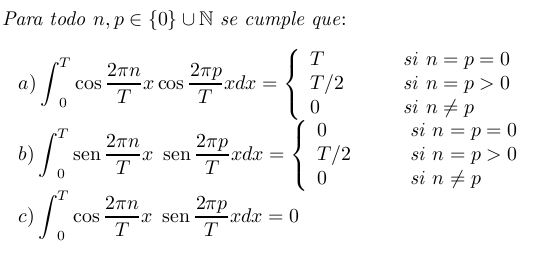 Para todo n, p ∈ {0} ∪ ℕ se cumple que:
a) ∫₀ᵀ cos 2πn/T x cos 2πp/T x dx = { T si n = p = 0
T/2 si n = p > 0
0 si n ≠ p
b) ∫₀ᵀ sen 2πn/T x sen 2πp/T x dx = { 0 si n = p = 0
T/2 si n = p > 0
0 si n ≠ p
c) ∫₀ᵀ cos 2πn/T x sen 2πp/T x dx = 0